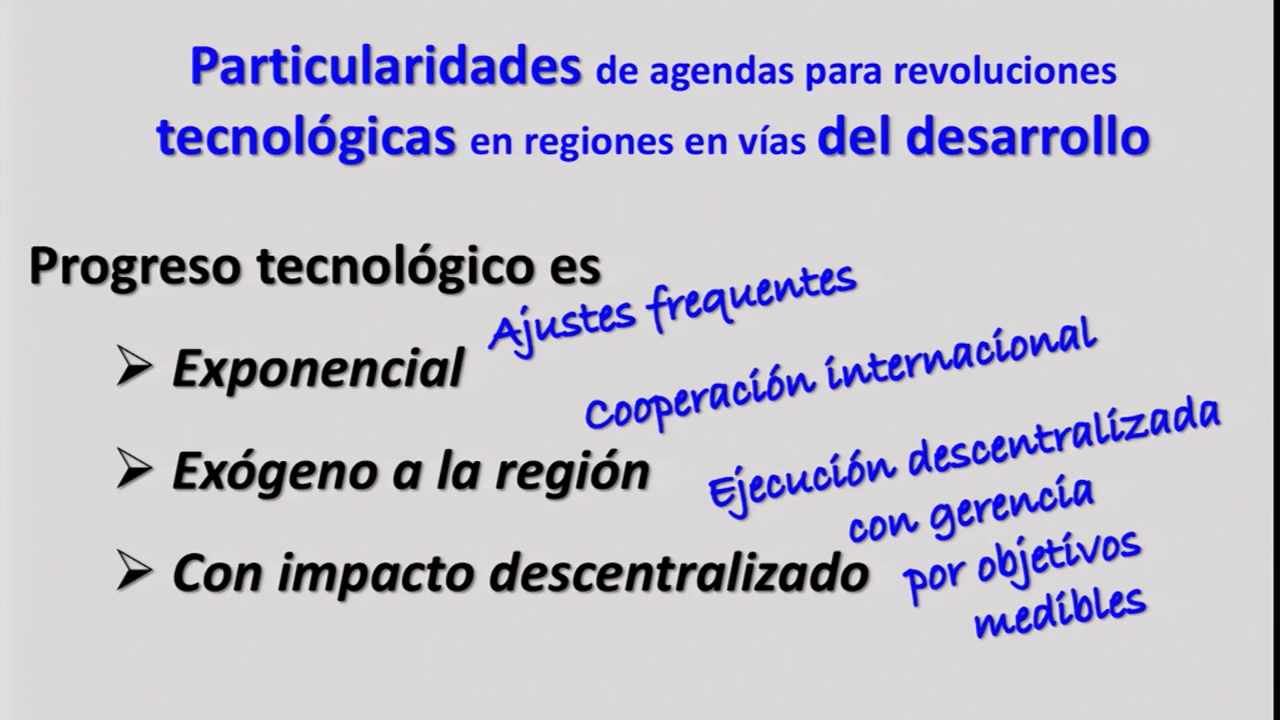 Particularidades de agendas para revoluciones
tecnológicas en regiones en vías del desarrollo
Progreso tecnológico es
Ajustes frequentes
➢ Exponencial
Cooperación internacional
➢ Exógeno a la región
Ejecución descentralizada
con gerencia
por objetivos
medibles
➢ Con impacto descentralizado